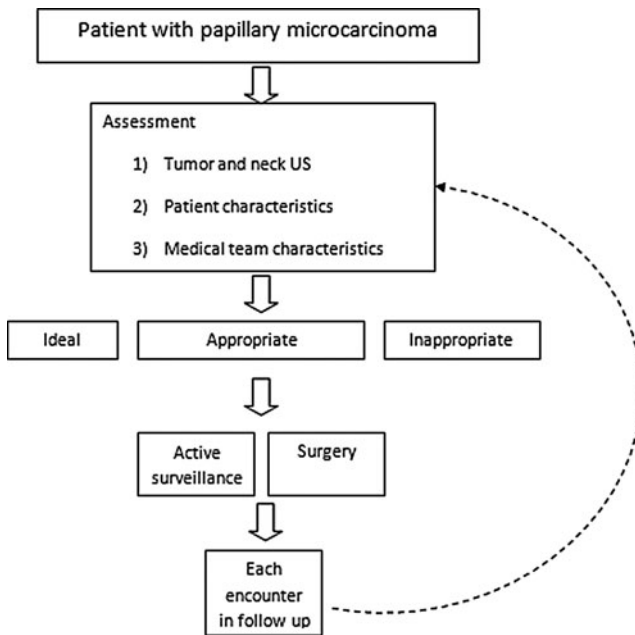 Patient with papillary microcarcinoma
Assessment
1) Tumor and neck US
2) Patient characteristics
3) Medical team characteristics
Ideal
Appropriate
Inappropriate
Active
surveillance
Surgery
Each
encounter
in follow up